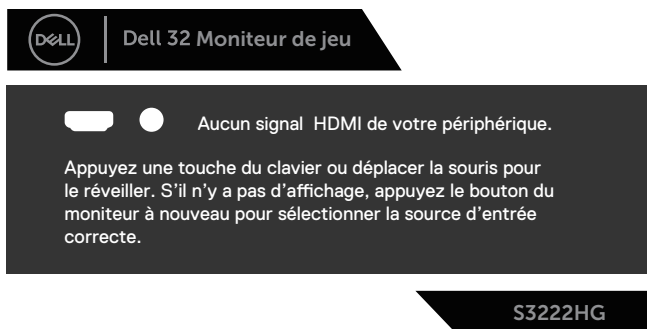 DELL
Dell 32 Moniteur de jeu
Aucun signal HDMI de votre périphérique.
Appuyez une touche du clavier ou déplacer la souris pour
le réveiller. S'il n'y a pas d'affichage, appuyez le bouton du
moniteur à nouveau pour sélectionner la source d'entrée
correcte.
S3222HG